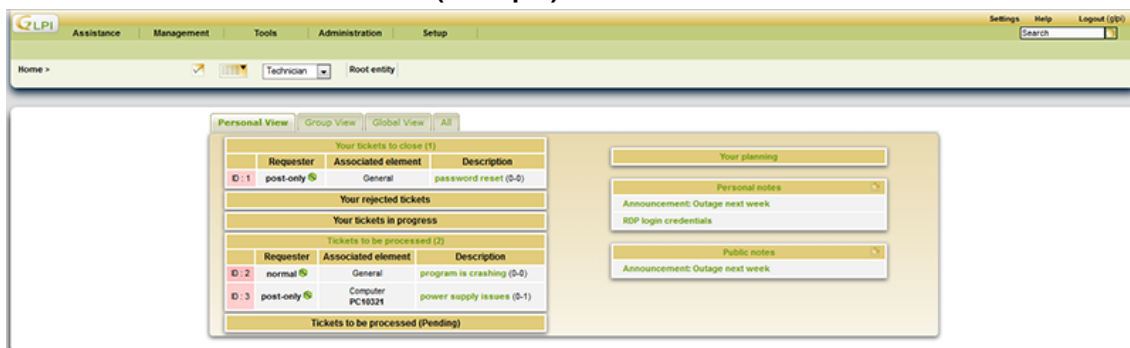 GLPI
Settings Help Logout (glpi)
Assistance Management Tools Administration Setup
Search
Home > Technician Root entity
Personal View Group View Global View All
Your tickets to close (1)
Requester Associated element Description
ID : 1 post-only General password reset (0-0)
Your rejected tickets
Your tickets in progress
Tickets to be processed (2)
Requester Associated element Description
ID : 2 normal General program is crashing (0-0)
ID : 3 post-only Computer PC10321 power supply issues (0-1)
Tickets to be processed (Pending)
Your planning
Personal notes
Announcement: Outage next week
RDP login credentials
Public notes
Announcement: Outage next week